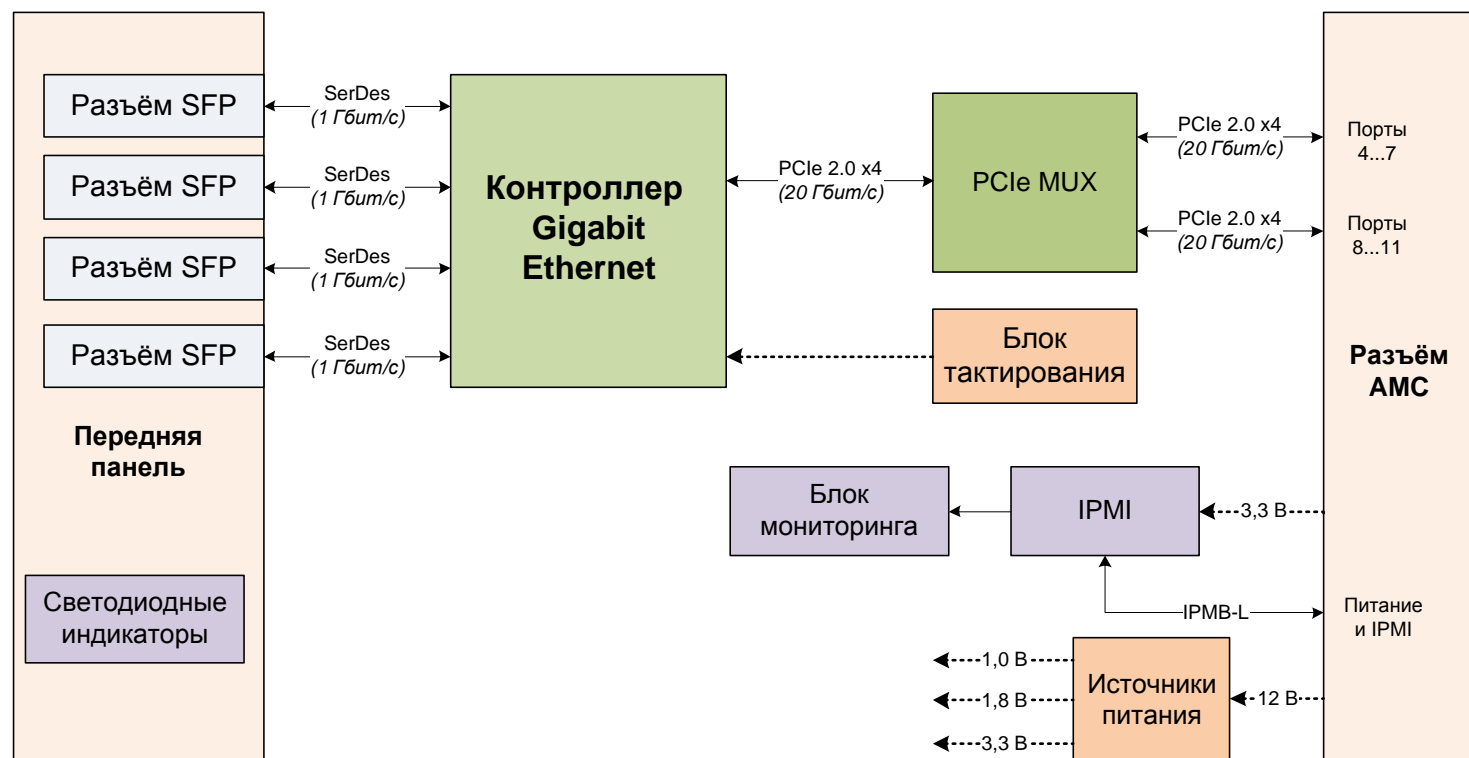 Разъём SFP
SerDes
(1 Гбит/с)
Разъём SFP
SerDes
(1 Гбит/с)
Разъём SFP
SerDes
(1 Гбит/с)
Разъём SFP
SerDes
(1 Гбит/с)
Передняя
панель
Светодиодные
индикаторы
Контроллер
Gigabit
Ethernet
PCIe 2.0 x4
(20 Гбит/с)
PCIe MUX
PCIe 2.0 x4
(20 Гбит/с)
PCIe 2.0 x4
(20 Гбит/с)
Порты
4...7
Порты
8...11
Блок
тактирования
Разъём
AMC
Блок
мониторинга
IPMI
3,3 В
IPMB-L
Питание
и IPMI
1,0 В
1,8 В
3,3 В
Источники
питания
12 В